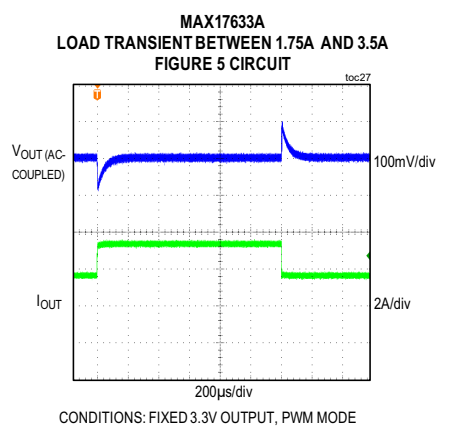 MAX17633A
LOAD TRANSIENT BETWEEN 1.75A AND 3.5A
FIGURE 5 CIRCUIT
toc27
T
VOUT (AC-
COUPLED)
100mV/div
IOUT
2A/div
200µs/div
CONDITIONS: FIXED 3.3V OUTPUT, PWM MODE